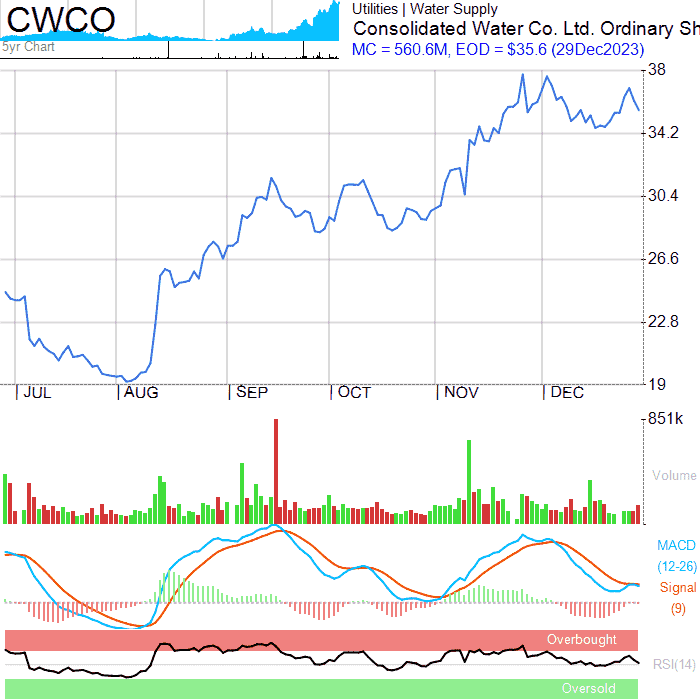 CWCO
5yr Chart
Utilities | Water Supply
Consolidated Water Co. Ltd. Ordinary Sh
MC = 560.6M, EOD = $35.6 (29Dec2023)
38
34.2
30.4
26.6
22.8
19
JUL
AUG
SEP
OCT
NOV
DEC
851k
Volume
MACD
(12-26)
Signal
(9)
Overbought
RSI(14)
Oversold